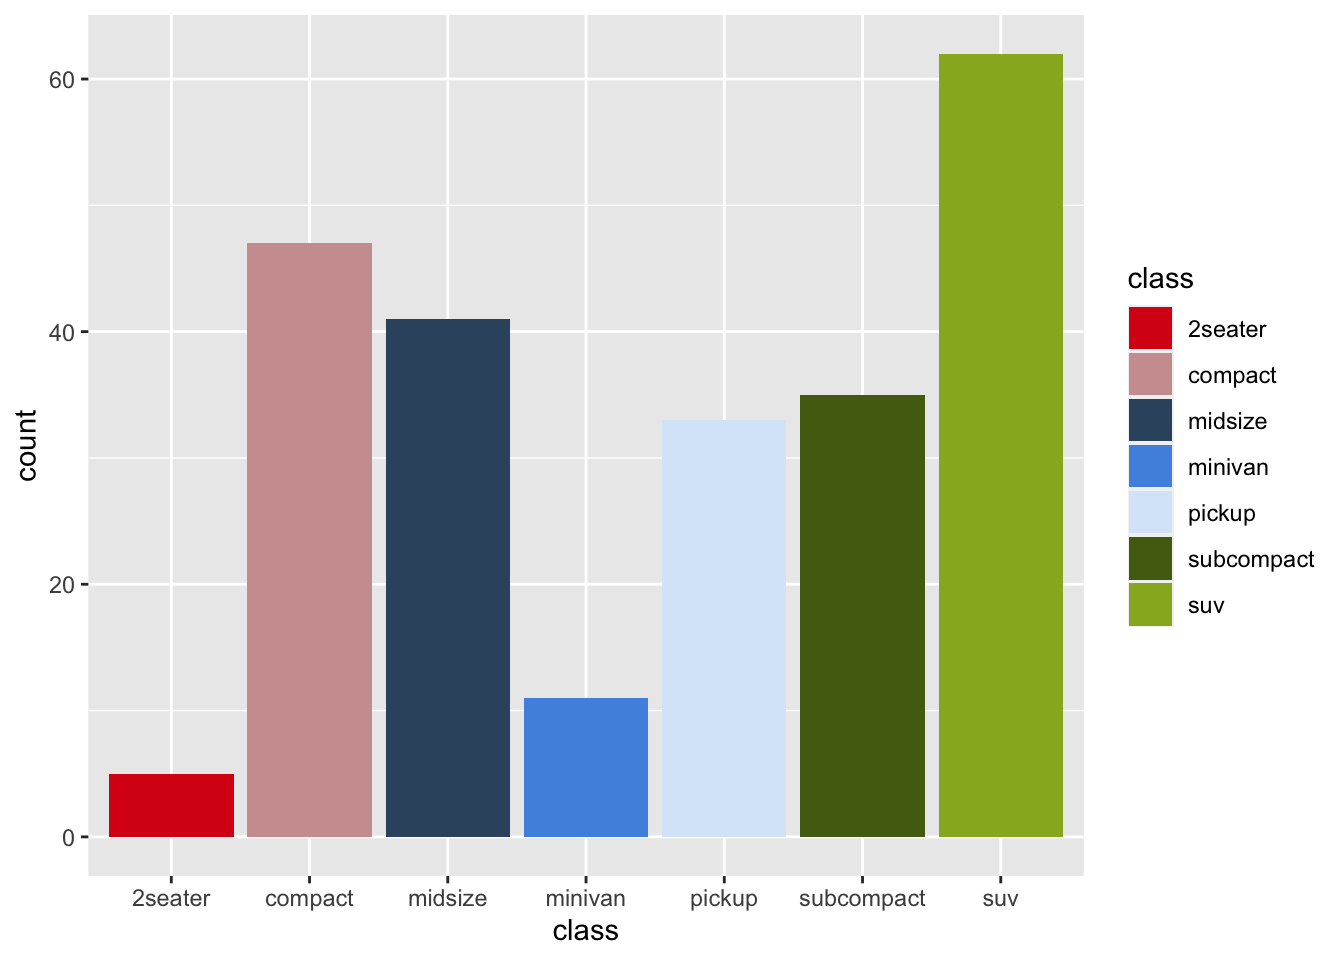 count
60
40
20
0
2seater compact midsize minivan pickup subcompact suv
class
class
2seater
compact
midsize
minivan
pickup
subcompact
suv